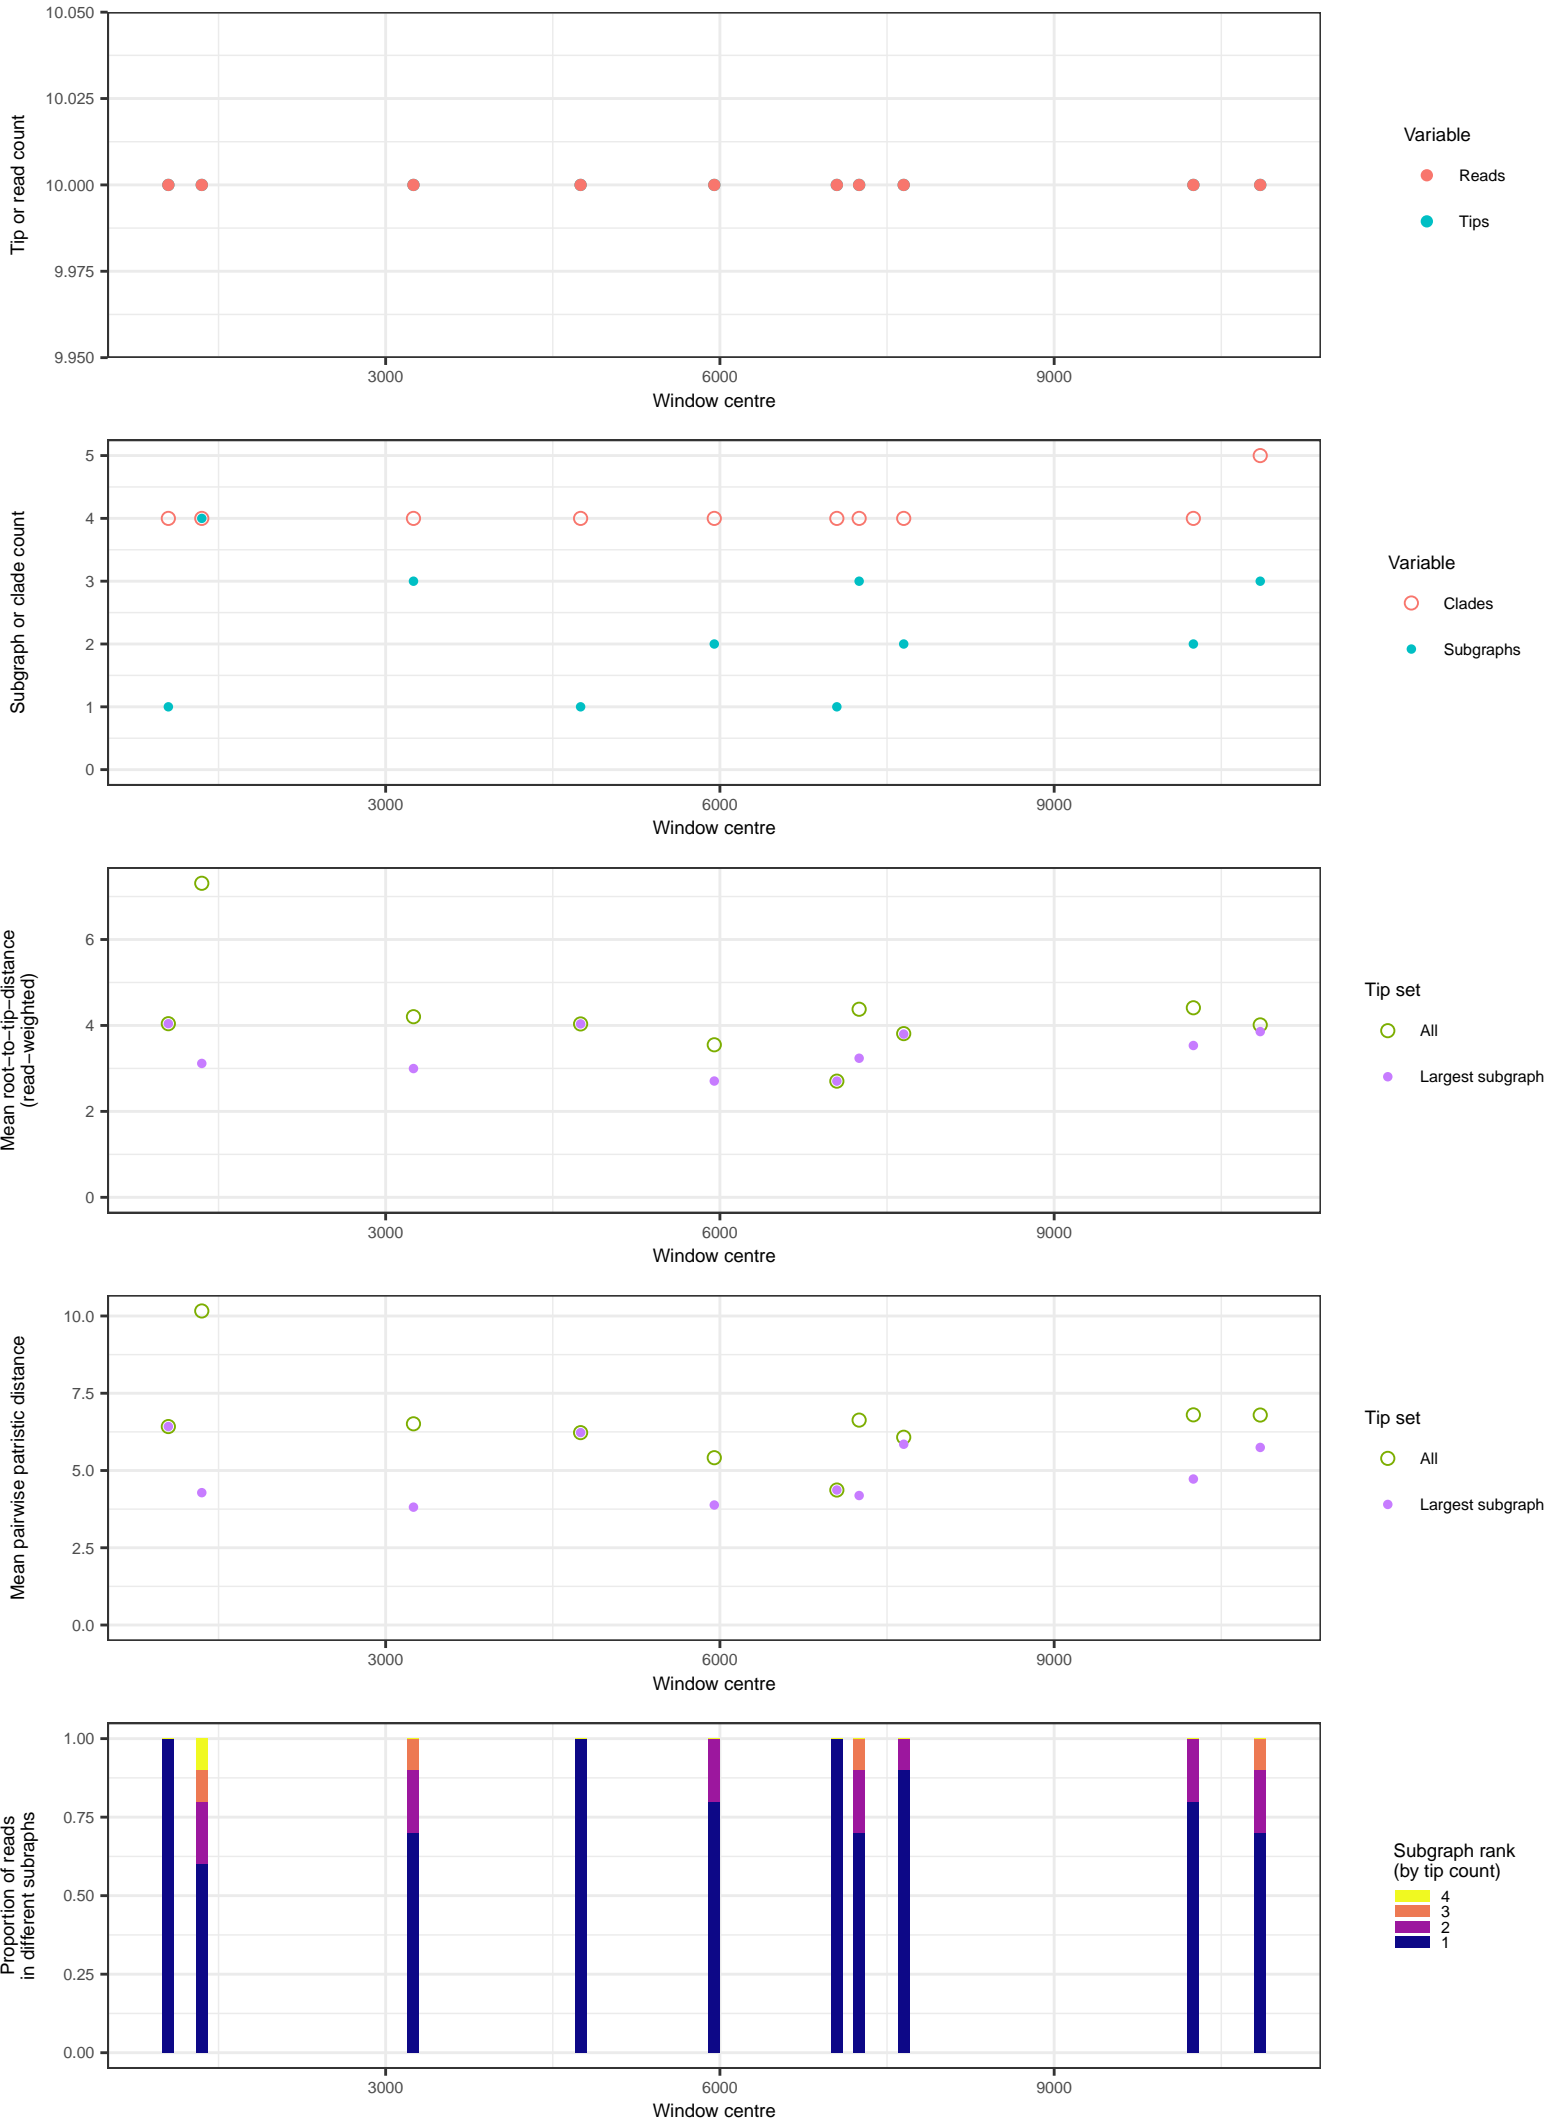 10.050
10.025
10.000
9.975
9.950
Tip or read count
3000
6000
9000
Window centre
Variable
Reads
Tips
5
4
3
2
1
0
Subgraph or clade count
3000
6000
9000
Window centre
Variable
Clades
Subgraphs
6
4
2
0
Mean root−to−tip−distance
(read−weighted)
3000
6000
9000
Window centre
Tip set
All
Largest subgraph
10.0
7.5
5.0
2.5
0.0
Mean pairwise patristic distance
3000
6000
9000
Window centre
Tip set
All
Largest subgraph
1.00
0.75
0.50
0.25
0.00
Proportion of reads
in different subraphs
3000
6000
9000
Window centre
Subgraph rank
(by tip count)
4
3
2
1